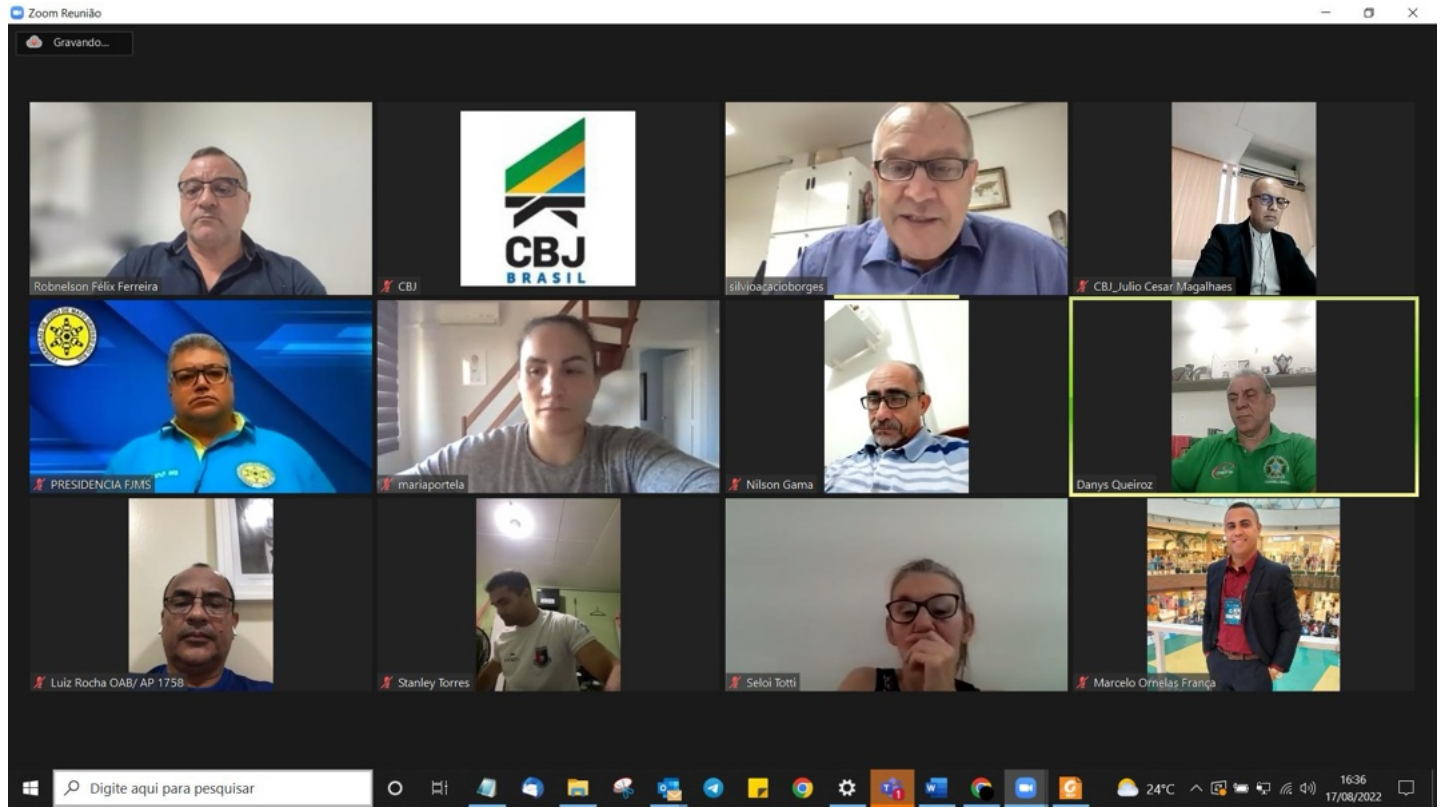 Zoom Reunião
Gravando...
CBJ
BRASIL
Robnelson Félix Ferreira
CBJ
silvioacacioborges
CBJ_Julio Cesar Magalhaes
PRESIDENCIA FJMS
mariaportela
Nilson Gama
Danys Queiroz
Luiz Rocha OAB/ AP 1758
Stanley Torres
Seloi Totti
Marcelo Ornelas França
Digite aqui para pesquisar
24°C
16:36
17/08/2022